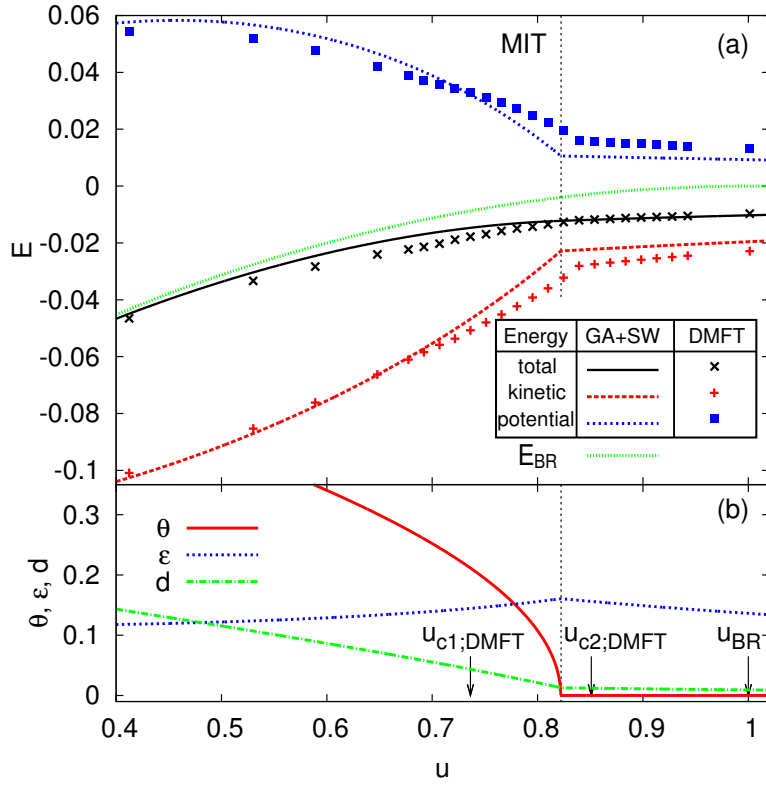 0.06
0.04
0.02
0
-0.02
-0.04
-0.06
-0.08
-0.1
E
MIT
(a)
Energy GA+SW DMFT
total
kinetic
potential
E_BR
0.3
0.2
0.1
0
θ, ε, d
(b)
θ
ε
d
u_c1;DMFT u_c2;DMFT u_BR
0.4 0.5 0.6 0.7 0.8 0.9 1
u